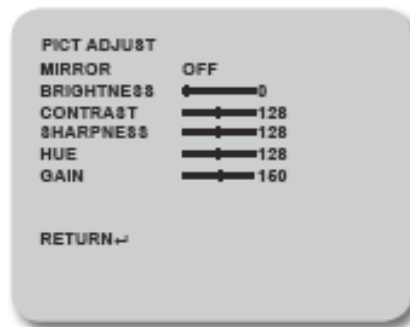 PICT ADJUST
MIRROR OFF
BRIGHTNESS 0
CONTRAST 128
SHARPNESS 128
HUE 128
GAIN 160
RETURN↵